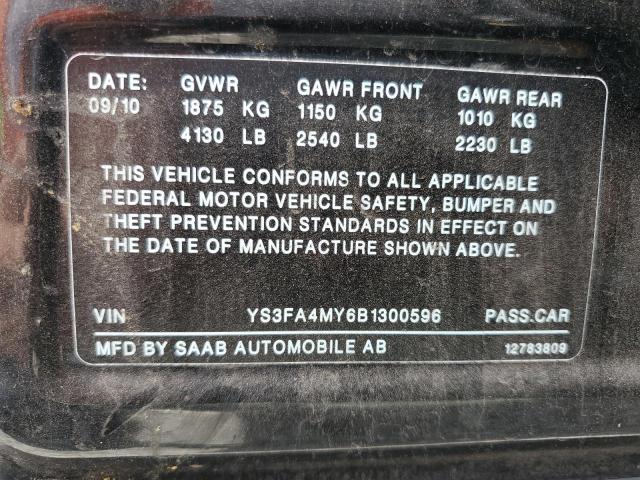 DATE: GVWR GAWR FRONT GAWR REAR
09/10 1875 KG 1150 KG 1010 KG
4130 LB 2540 LB 2230 LB
THIS VEHICLE CONFORMS TO ALL APPLICABLE
FEDERAL MOTOR VEHICLE SAFETY, BUMPER AND
THEFT PREVENTION STANDARDS IN EFFECT ON
THE DATE OF MANUFACTURE SHOWN ABOVE.
VIN YS3FA4MY6B1300596 PASS.CAR
MFD BY SAAB AUTOMOBILE AB 12783809